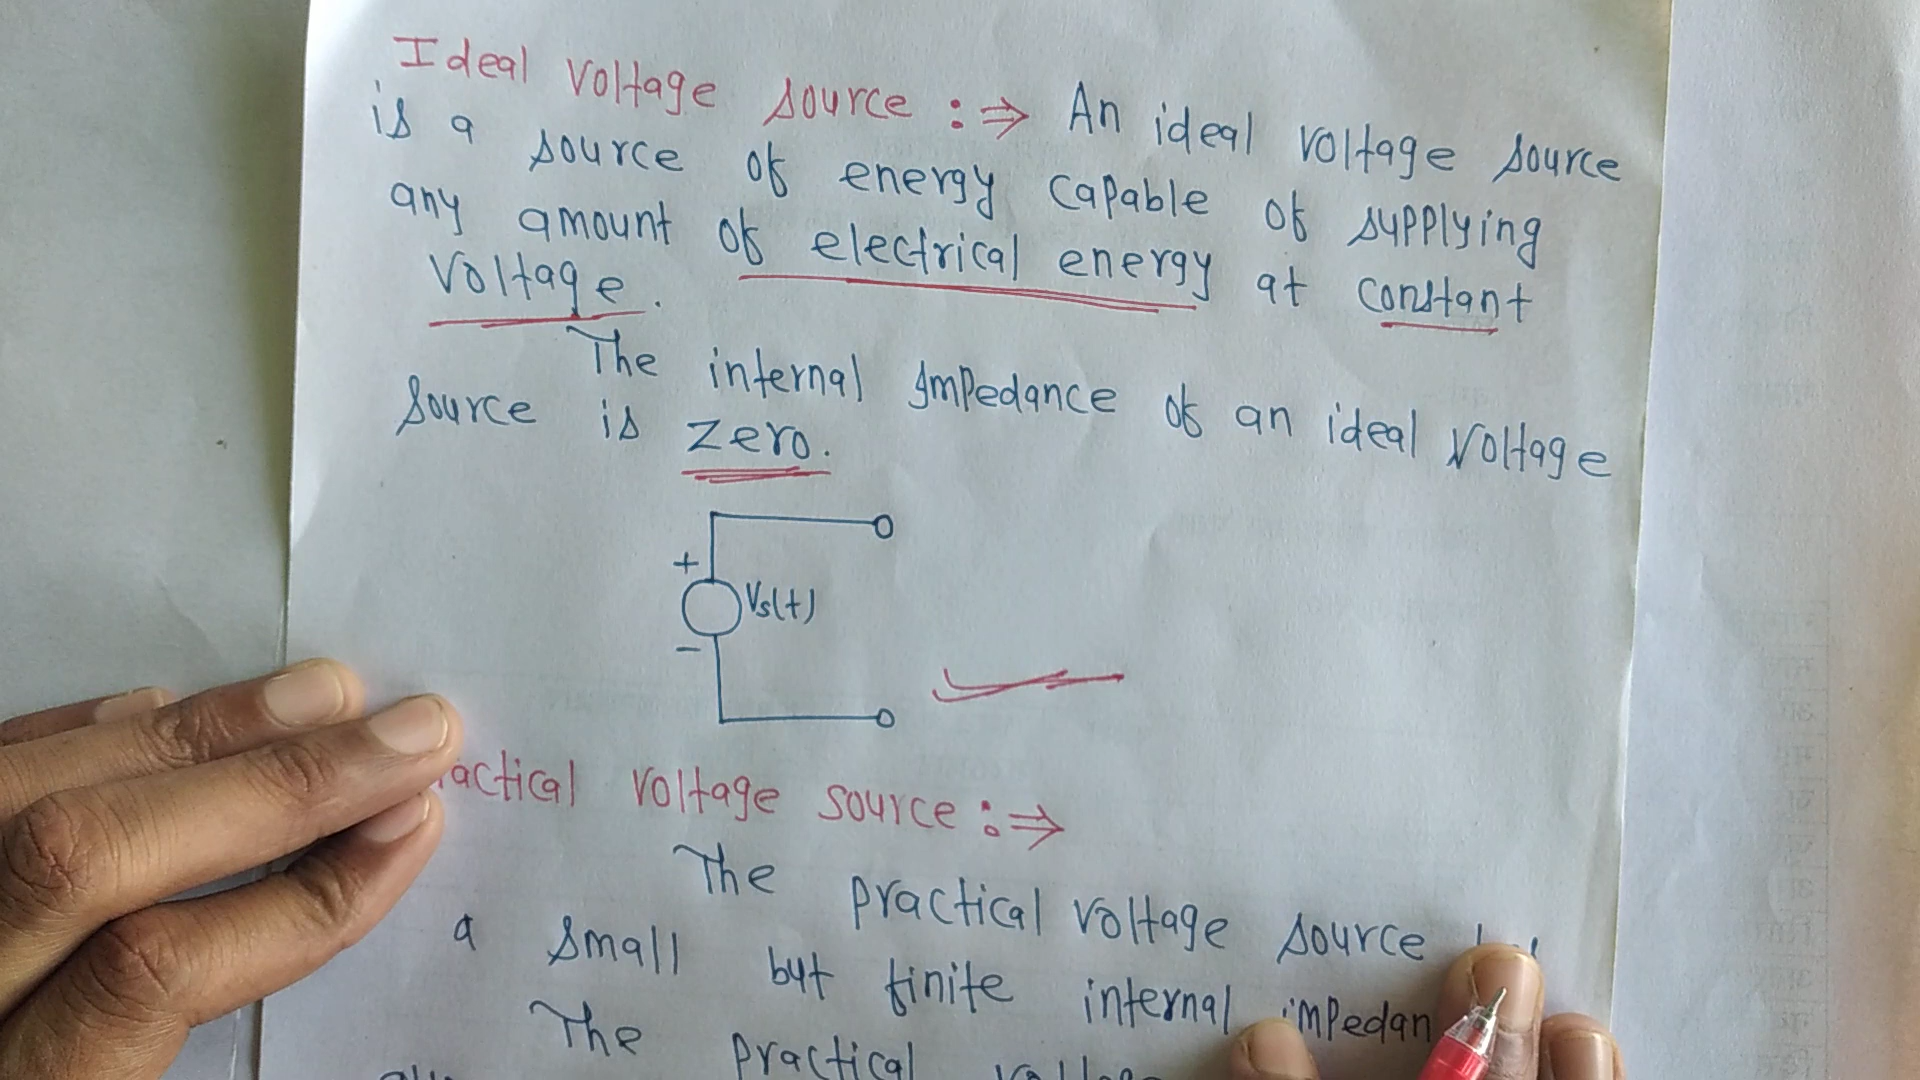 Ideal voltage source :⇒ An ideal voltage source
is a source of energy capable of supplying
any amount of electrical energy at constant
voltage.
The internal Impedance of an ideal voltage
source is zero.
+
Vs(t)
−
actical voltage source :⇒
The practical voltage source
a small but finite internal impedan
The practical